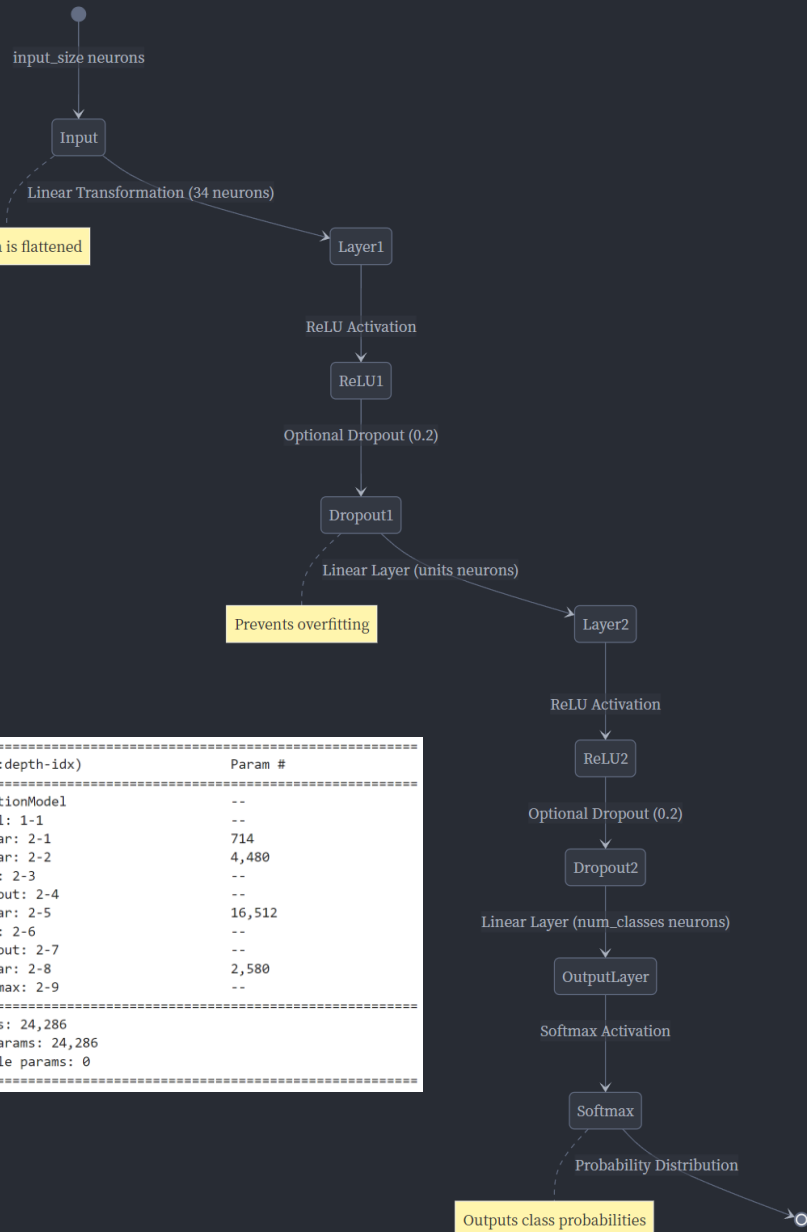 input_size neurons
Input
Linear Transformation (34 neurons)
is flattened
Layer1
ReLU Activation
ReLU1
Optional Dropout (0.2)
Dropout1
Linear Layer (units neurons)
Prevents overfitting
Layer2
ReLU Activation
ReLU2
Optional Dropout (0.2)
Dropout2
Linear Layer (num_classes neurons)
OutputLayer
Softmax Activation
Softmax
Probability Distribution
Outputs class probabilities
====================================================
:depth-idx) Param #
====================================================
tionModel --
l: 1-1 --
ar: 2-1 714
ar: 2-2 4,480
: 2-3 --
out: 2-4 --
ar: 2-5 16,512
: 2-6 --
out: 2-7 --
ar: 2-8 2,580
max: 2-9 --
====================================================
s: 24,286
arams: 24,286
le params: 0
====================================================